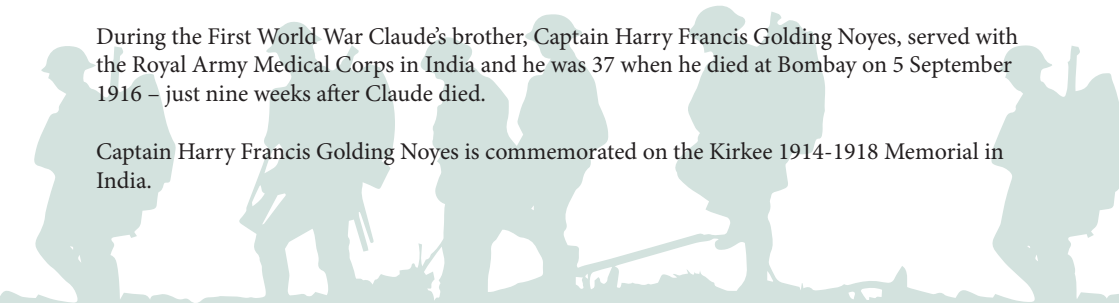 During the First World War Claude's brother, Captain Harry Francis Golding Noyes, served with
the Royal Army Medical Corps in India and he was 37 when he died at Bombay on 5 September
1916 – just nine weeks after Claude died.
Captain Harry Francis Golding Noyes is commemorated on the Kirkee 1914-1918 Memorial in
India.